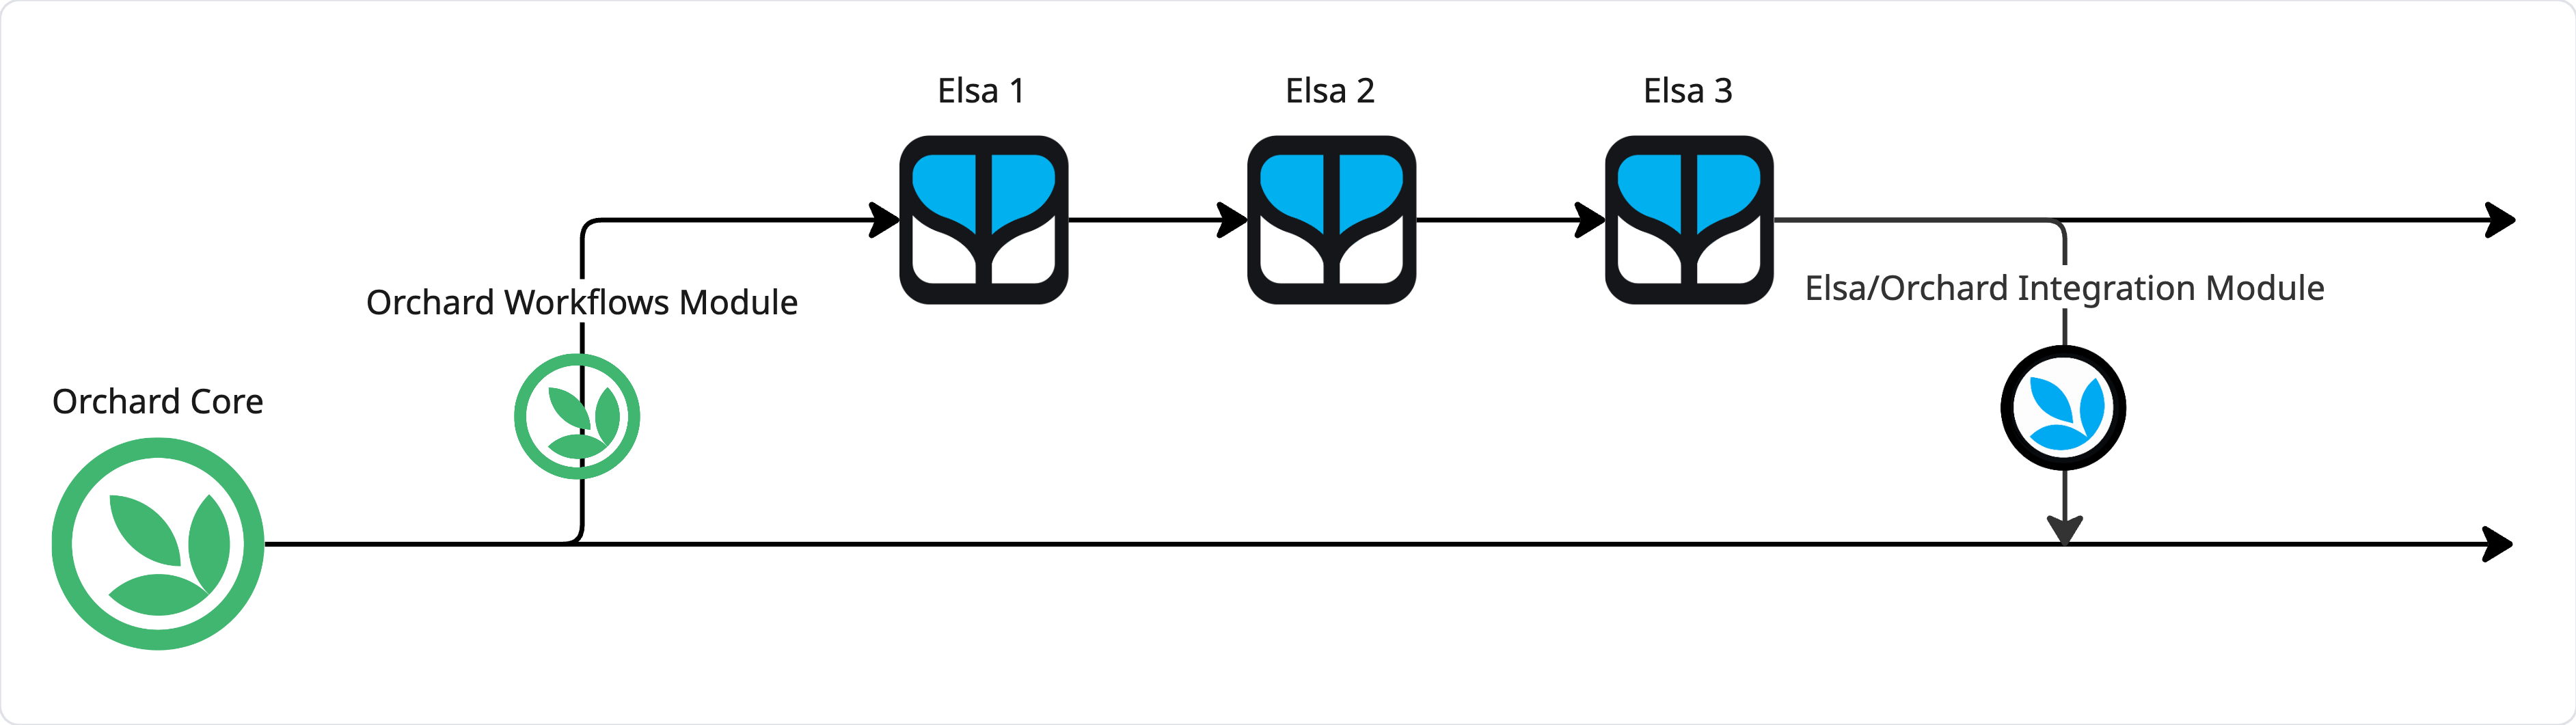 Elsa 1
Elsa 2
Elsa 3
Orchard Workflows Module
Elsa/Orchard Integration Module
Orchard Core